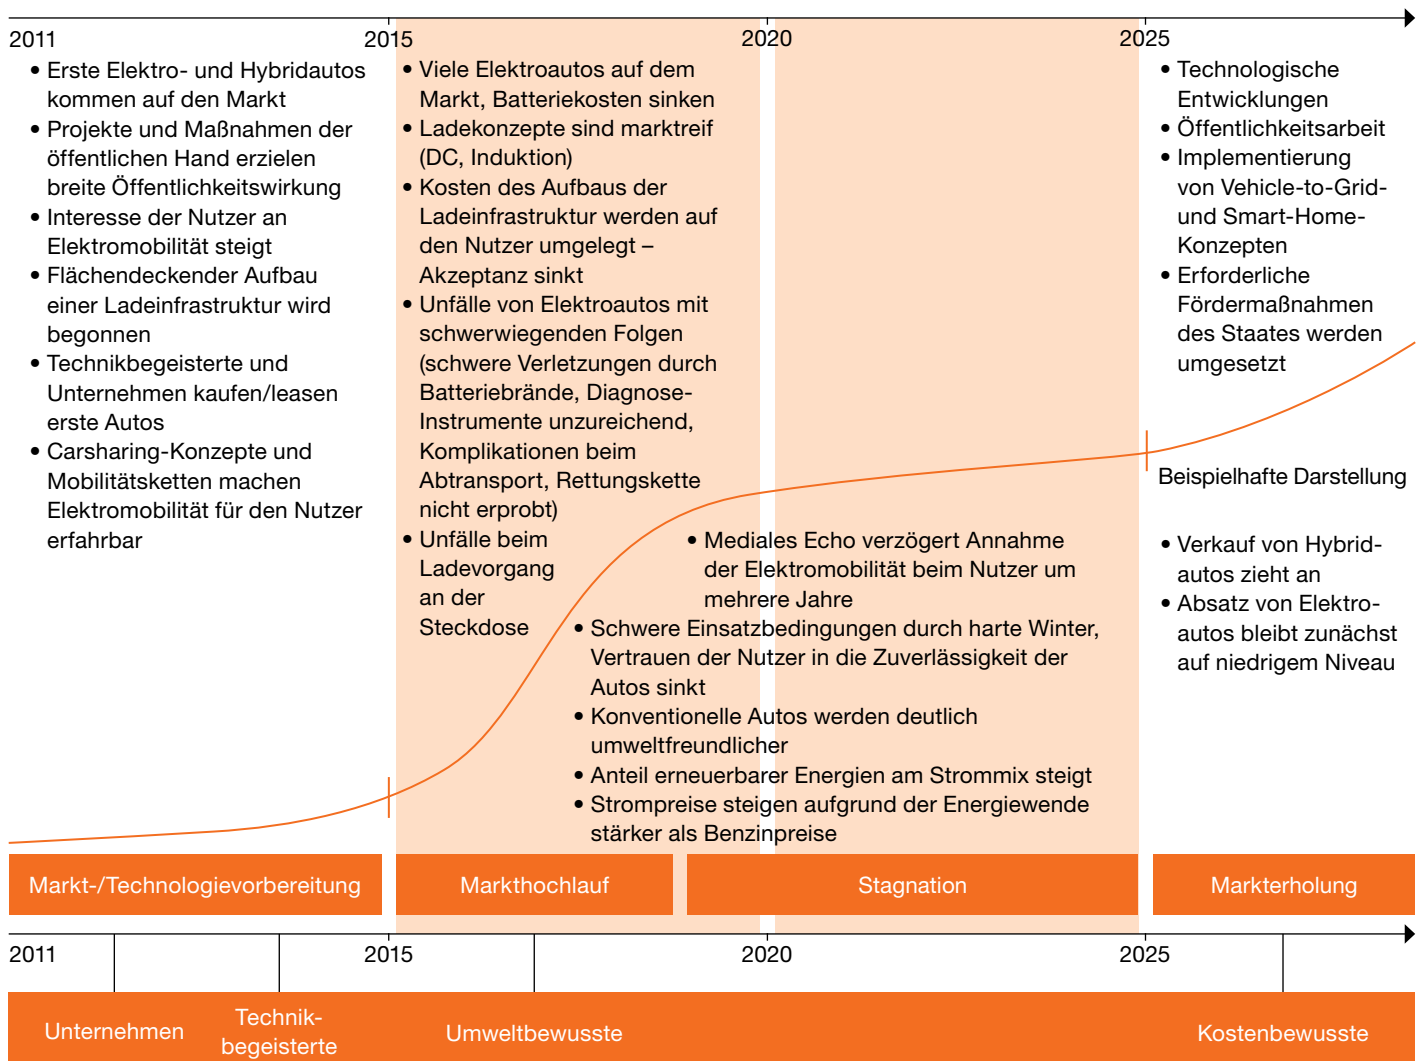 2011
2015
2020
2025
• Erste Elektro- und Hybridautos
kommen auf den Markt
• Projekte und Maßnahmen der
öffentlichen Hand erzielen
breite Öffentlichkeitswirkung
• Interesse der Nutzer an
Elektromobilität steigt
• Flächendeckender Aufbau
einer Ladeinfrastruktur wird
begonnen
• Technikbegeisterte und
Unternehmen kaufen/leasen
erste Autos
• Carsharing-Konzepte und
Mobilitätsketten machen
Elektromobilität für den Nutzer
erfahrbar
• Viele Elektroautos auf dem
Markt, Batteriekosten sinken
• Ladekonzepte sind marktreif
(DC, Induktion)
• Kosten des Aufbaus der
Ladeinfrastruktur werden auf
den Nutzer umgelegt –
Akzeptanz sinkt
• Unfälle von Elektroautos mit
schwerwiegenden Folgen
(schwere Verletzungen durch
Batteriebrände, Diagnose-
Instrumente unzureichend,
Komplikationen beim
Abtransport, Rettungskette
nicht erprobt)
• Unfälle beim
Ladevorgang
an der
Steckdose
• Mediales Echo verzögert Annahme
der Elektromobilität beim Nutzer um
mehrere Jahre
• Schwere Einsatzbedingungen durch harte Winter,
Vertrauen der Nutzer in die Zuverlässigkeit der
Autos sinkt
• Konventionelle Autos werden deutlich
umweltfreundlicher
• Anteil erneuerbarer Energien am Strommix steigt
• Strompreise steigen aufgrund der Energiewende
stärker als Benzinpreise
• Technologische
Entwicklungen
• Öffentlichkeitsarbeit
• Implementierung
von Vehicle-to-Grid-
und Smart-Home-
Konzepten
• Erforderliche
Fördermaßnahmen
des Staates werden
umgesetzt
Beispielhafte Darstellung
• Verkauf von Hybrid-
autos zieht an
• Absatz von Elektro-
autos bleibt zunächst
auf niedrigem Niveau
Markt-/Technologievorbereitung
Markthochlauf
Stagnation
Markterholung
2011
2015
2020
2025
Unternehmen
Technik-
begeisterte
Umweltbewusste
Kostenbewusste